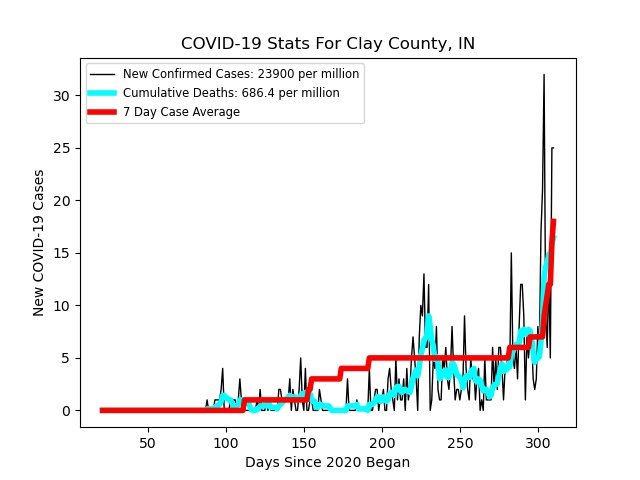 COVID-19 Stats For Clay County, IN
New Confirmed Cases: 23900 per million
Cumulative Deaths: 686.4 per million
7 Day Case Average
New COVID-19 Cases
30
25
20
15
10
5
0
50 100 150 200 250 300
Days Since 2020 Began